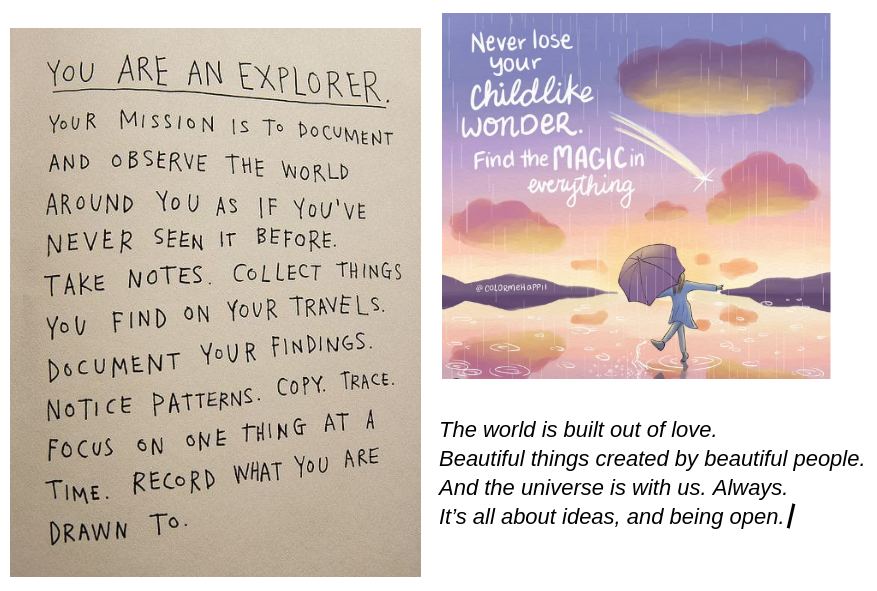 YOU ARE AN EXPLORER.
YOUR MISSION IS TO DOCUMENT
AND OBSERVE THE WORLD
AROUND YOU AS IF YOU'VE
NEVER SEEN IT BEFORE.
TAKE NOTES. COLLECT THINGS
YOU FIND ON YOUR TRAVELS.
DOCUMENT YOUR FINDINGS.
NOTICE PATTERNS. COPY. TRACE.
FOCUS ON ONE THING AT A
TIME. RECORD WHAT YOU ARE
DRAWN TO.
Never lose
your
childlike
WONDER.
Find the MAGIC in
everything
@COLORMEHAPPII
The world is built out of love.
Beautiful things created by beautiful people.
And the universe is with us. Always.
It’s all about ideas, and being open.